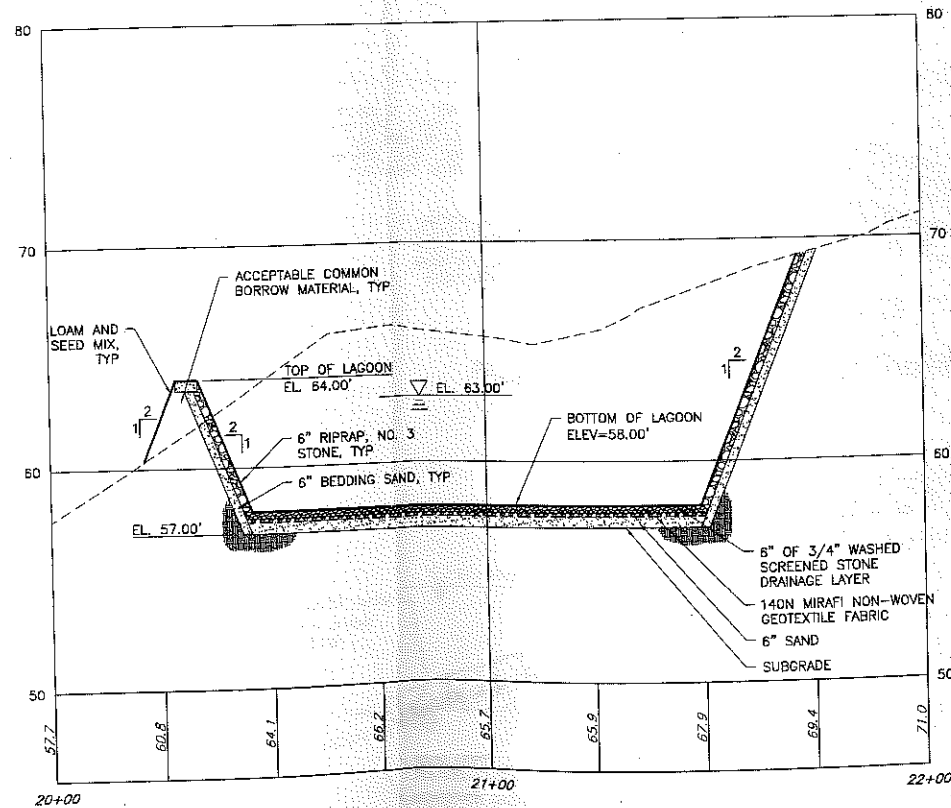 80
80
70
70
ACCEPTABLE COMMON
BORROW MATERIAL, TYP
LOAM AND
SEED MIX,
TYP
TOP OF LAGOON
EL. 64.00'
EL. 63.00'
2
1
2
1
2
1
6" RIPRAP, NO. 3
STONE, TYP
BOTTOM OF LAGOON
ELEV=58.00'
60
60
6" BEDDING SAND, TYP
EL. 57.00'
6" OF 3/4" WASHED
SCREENED STONE
DRAINAGE LAYER
140N MIRAFI NON-WOVEN
GEOTEXTILE FABRIC
6" SAND
SUBGRADE
50
50
57.7
60.8
64.1
66.2
65.7
65.9
67.9
69.4
71.0
20+00
21+00
22+00